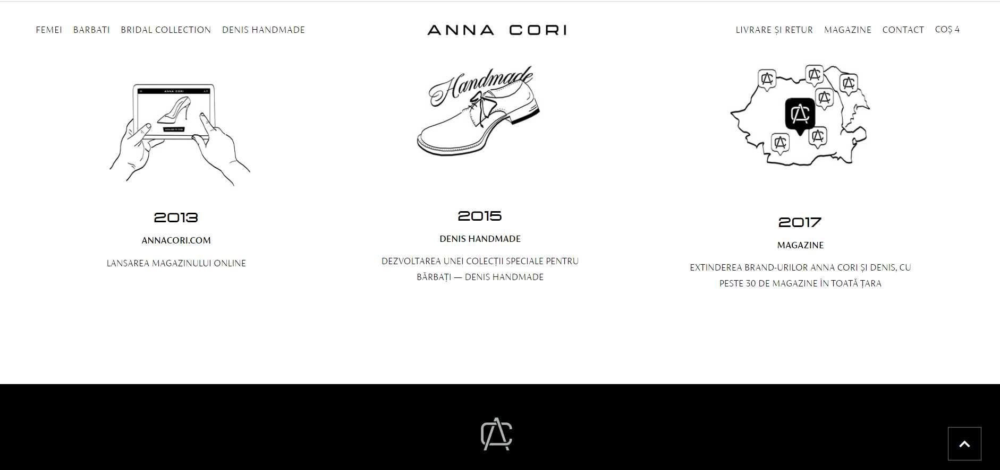 FEMEI BARBATI BRIDAL COLLECTION DENIS HANDMADE
ANNA CORI
LIVRARE ȘI RETUR MAGAZINE CONTACT COȘ 4
ANNA CORI
Handmade
2013
ANNACORI.COM
LANSAREA MAGAZINULUI ONLINE
2015
DENIS HANDMADE
DEZVOLTAREA UNEI COLECȚII SPECIALE PENTRU
BĂRBAȚI — DENIS HANDMADE
2017
MAGAZINE
EXTINDEREA BRAND-URILOR ANNA CORI ȘI DENIS, CU
PESTE 30 DE MAGAZINE ÎN TOATĂ ȚARA